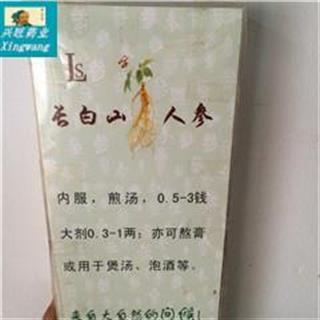 兴旺药业
Xingwang
LS
长白山人参
内服，煎汤，0.5-3钱
大剂0.3-1两；亦可熬膏
或用于煲汤、泡酒等。
来自大自然的问候！